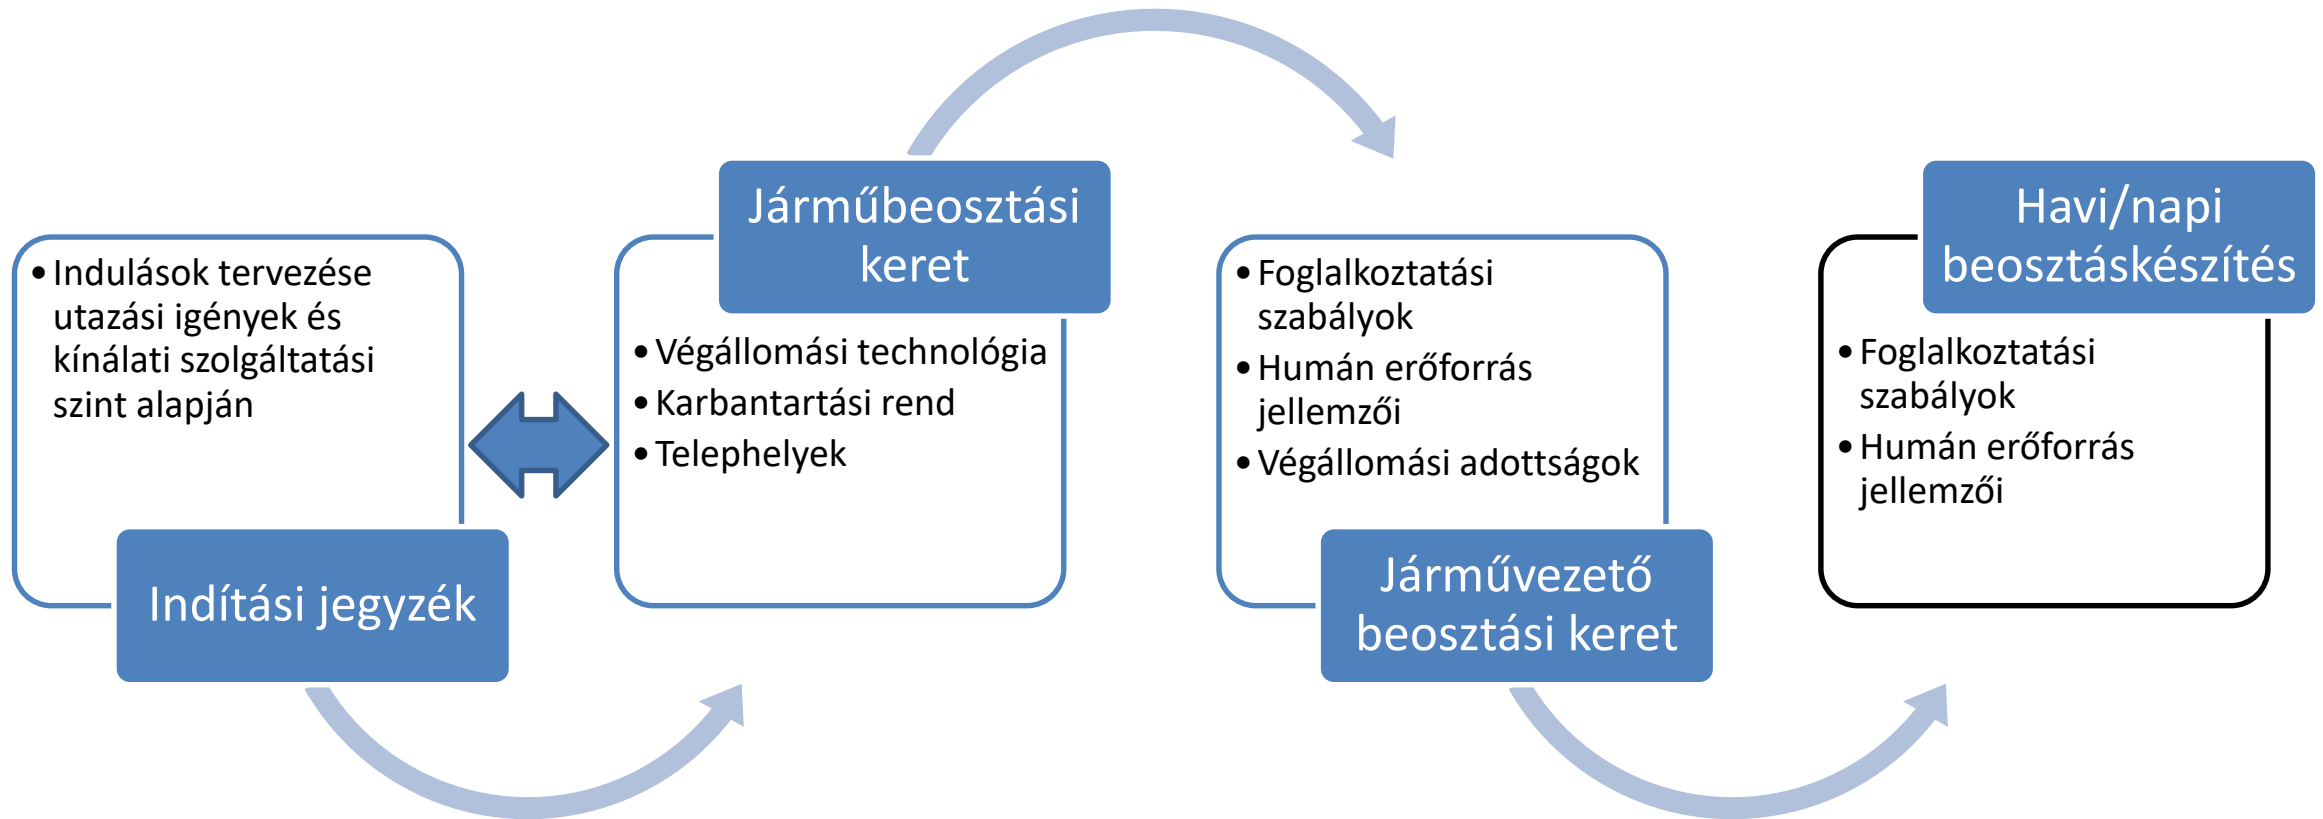 • Indulások tervezése
utazási igények és
kínálati szolgáltatási
szint alapján
Indítási jegyzék
Járműbeosztási
keret
• Végállomási technológia
• Karbantartási rend
• Telephelyek
• Foglalkoztatási
szabályok
• Humán erőforrás
jellemzői
• Végállomási adottságok
Járművezető
beosztási keret
Havi/napi
beosztáskészítés
• Foglalkoztatási
szabályok
• Humán erőforrás
jellemzői